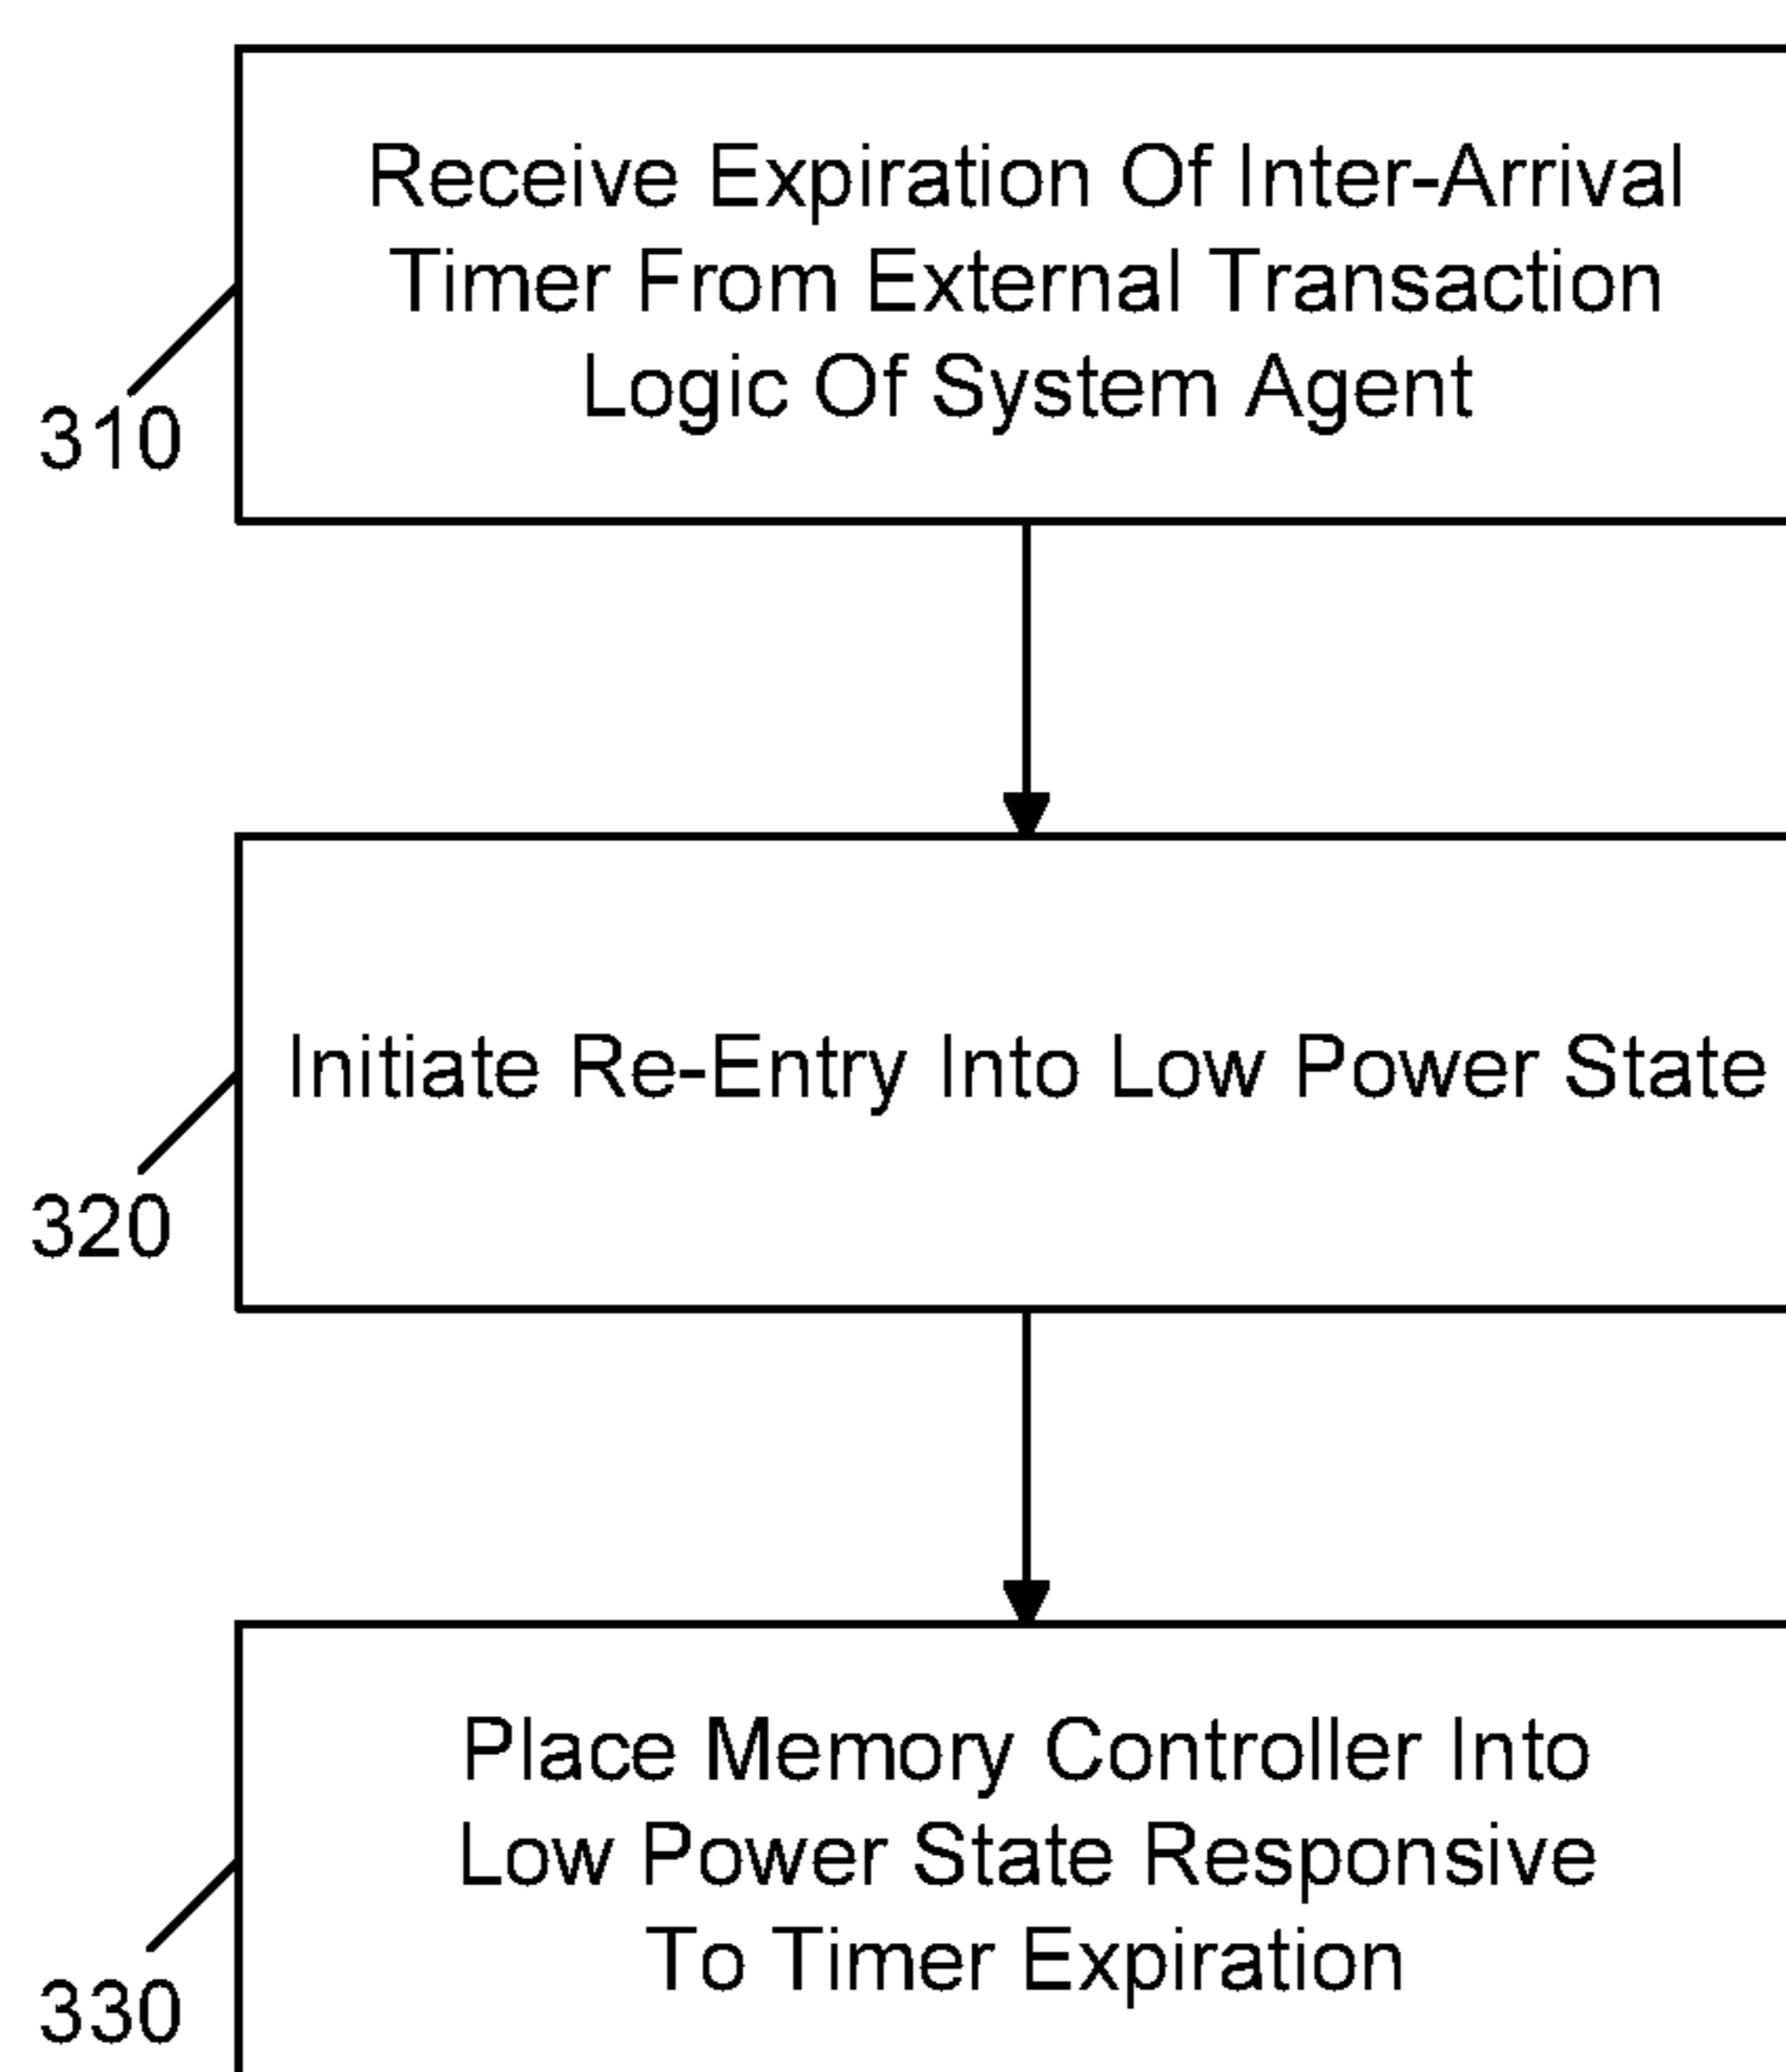 Receive Expiration Of Inter-Arrival
Timer From External Transaction
Logic Of System Agent
310
Initiate Re-Entry Into Low Power State
320
Place Memory Controller Into
Low Power State Responsive
To Timer Expiration
330